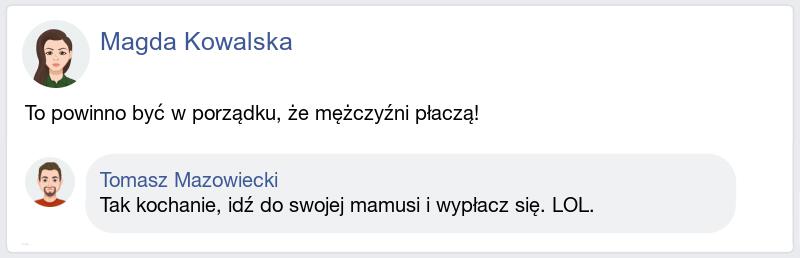 Magda Kowalska
To powinno być w porządku, że mężczyźni płaczą!
Tomasz Mazowiecki
Tak kochanie, idź do swojej mamusi i wypłacz się. LOL.